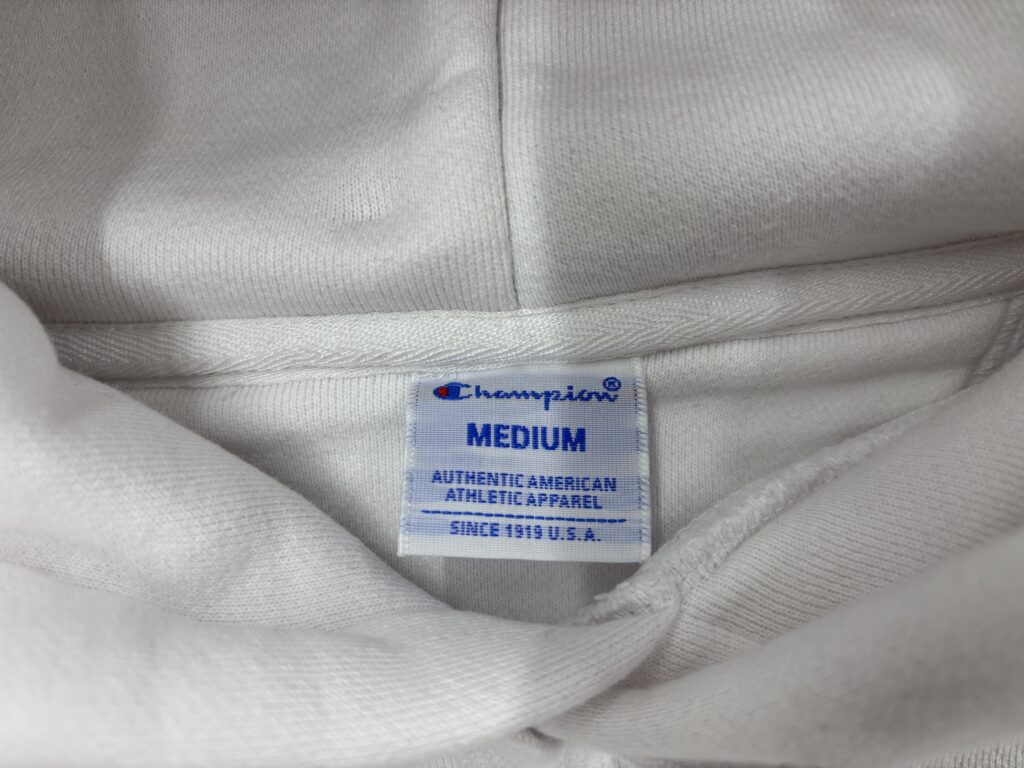 Champion®
MEDIUM
AUTHENTIC AMERICAN
ATHLETIC APPAREL
SINCE 1919 U.S.A.